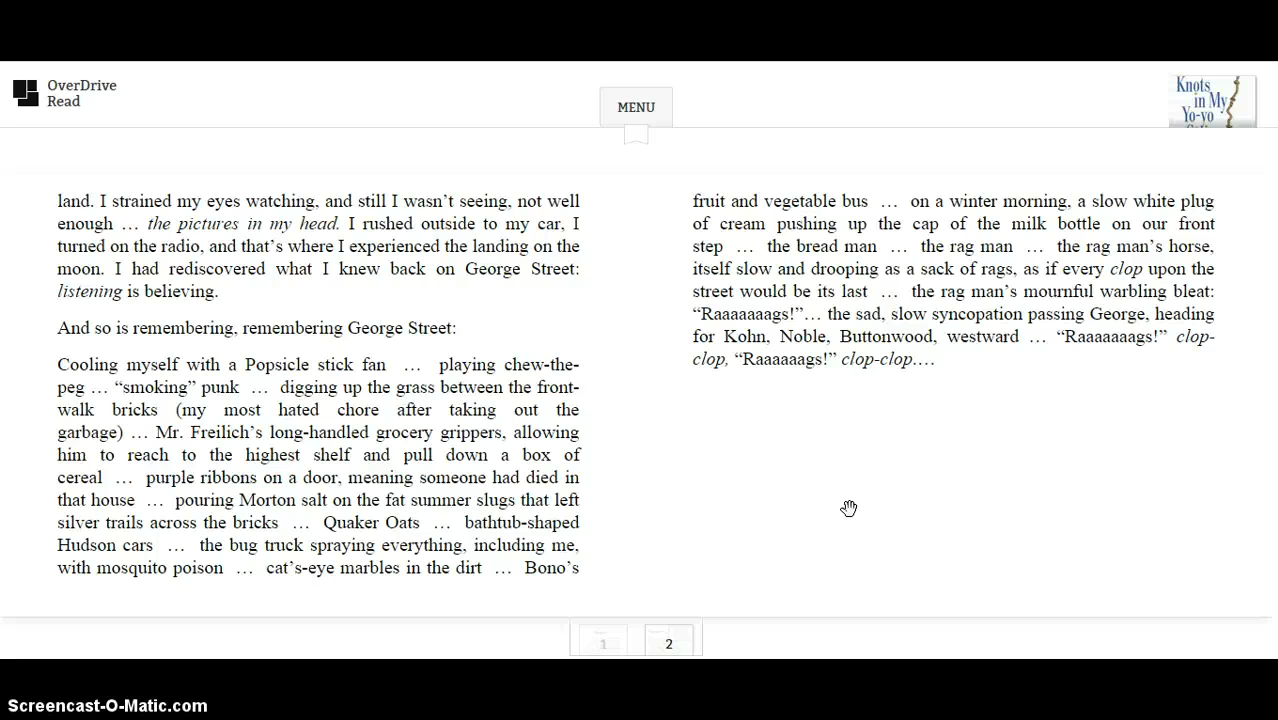 OverDrive
Read
MENU
Knots
in My
Yo-yo
land. I strained my eyes watching, and still I wasn't seeing, not well
enough … the pictures in my head. I rushed outside to my car, I
turned on the radio, and that's where I experienced the landing on the
moon. I had rediscovered what I knew back on George Street:
listening is believing.
And so is remembering, remembering George Street:
Cooling myself with a Popsicle stick fan … playing chew-the-
peg … “smoking” punk … digging up the grass between the front-
walk bricks (my most hated chore after taking out the
garbage) … Mr. Freilich's long-handled grocery grippers, allowing
him to reach to the highest shelf and pull down a box of
cereal … purple ribbons on a door, meaning someone had died in
that house … pouring Morton salt on the fat summer slugs that left
silver trails across the bricks … Quaker Oats … bathtub-shaped
Hudson cars … the bug truck spraying everything, including me,
with mosquito poison … cat's-eye marbles in the dirt … Bono's
fruit and vegetable bus … on a winter morning, a slow white plug
of cream pushing up the cap of the milk bottle on our front
step … the bread man … the rag man … the rag man's horse,
itself slow and drooping as a sack of rags, as if every clop upon the
street would be its last … the rag man's mournful warbling bleat:
“Raaaaaaags!”… the sad, slow syncopation passing George, heading
for Kohn, Noble, Buttonwood, westward … “Raaaaaaags!” clop-
clop, “Raaaaaags!” clop-clop.…
1
2
Screencast-O-Matic.com